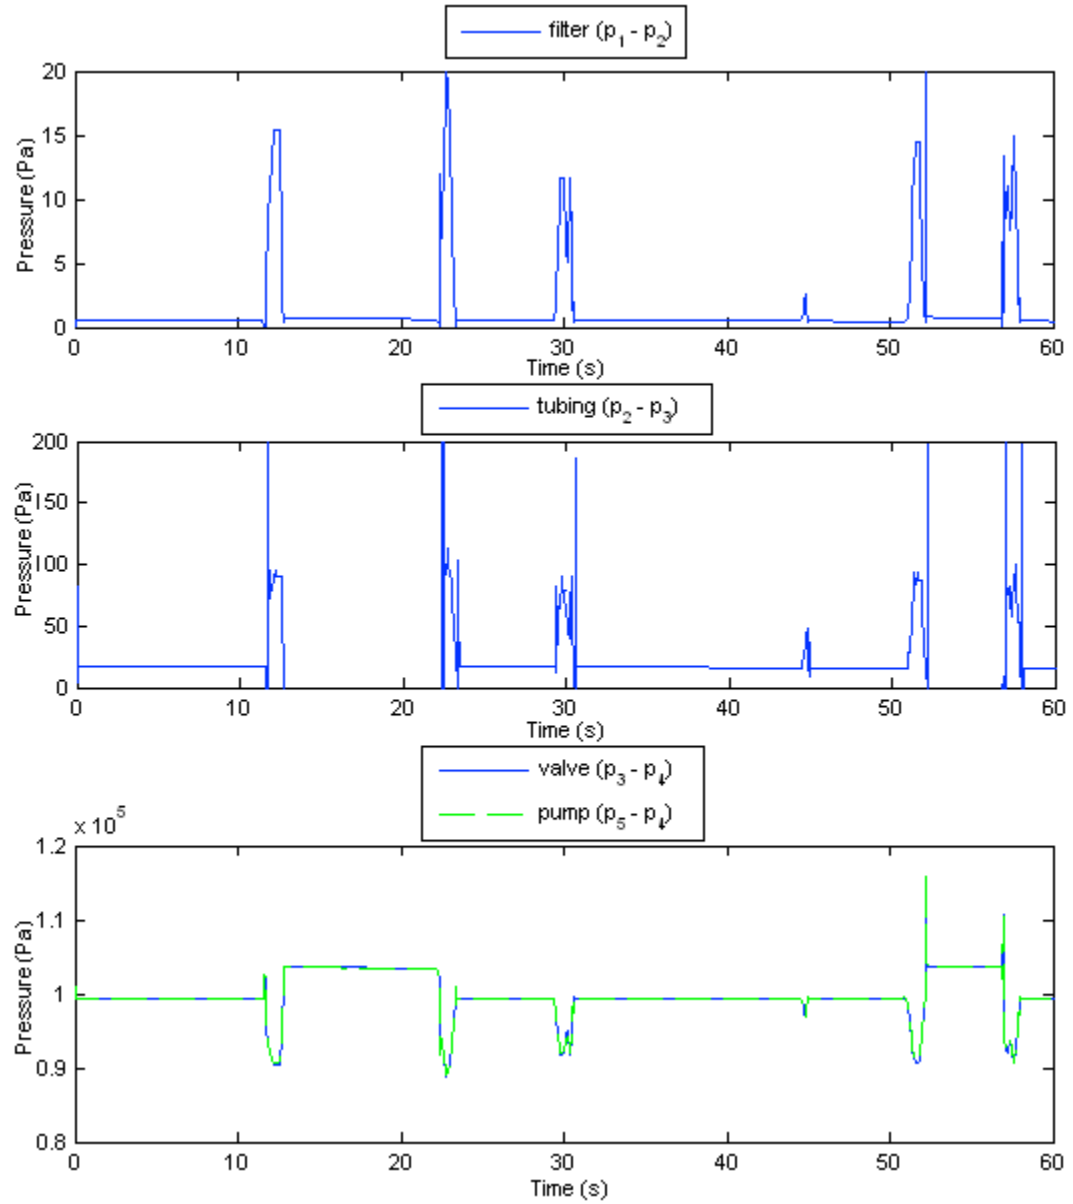 filter (p1 - p2)
20
15
10
5
0
Pressure (Pa)
0 10 20 30 40 50 60
Time (s)
tubing (p2 - p3)
200
150
100
50
0
Pressure (Pa)
0 10 20 30 40 50 60
Time (s)
valve (p3 - p4)
pump (p5 - p4)
x 10^5
1.2
1.1
1
0.9
0.8
Pressure (Pa)
0 10 20 30 40 50 60
Time (s)